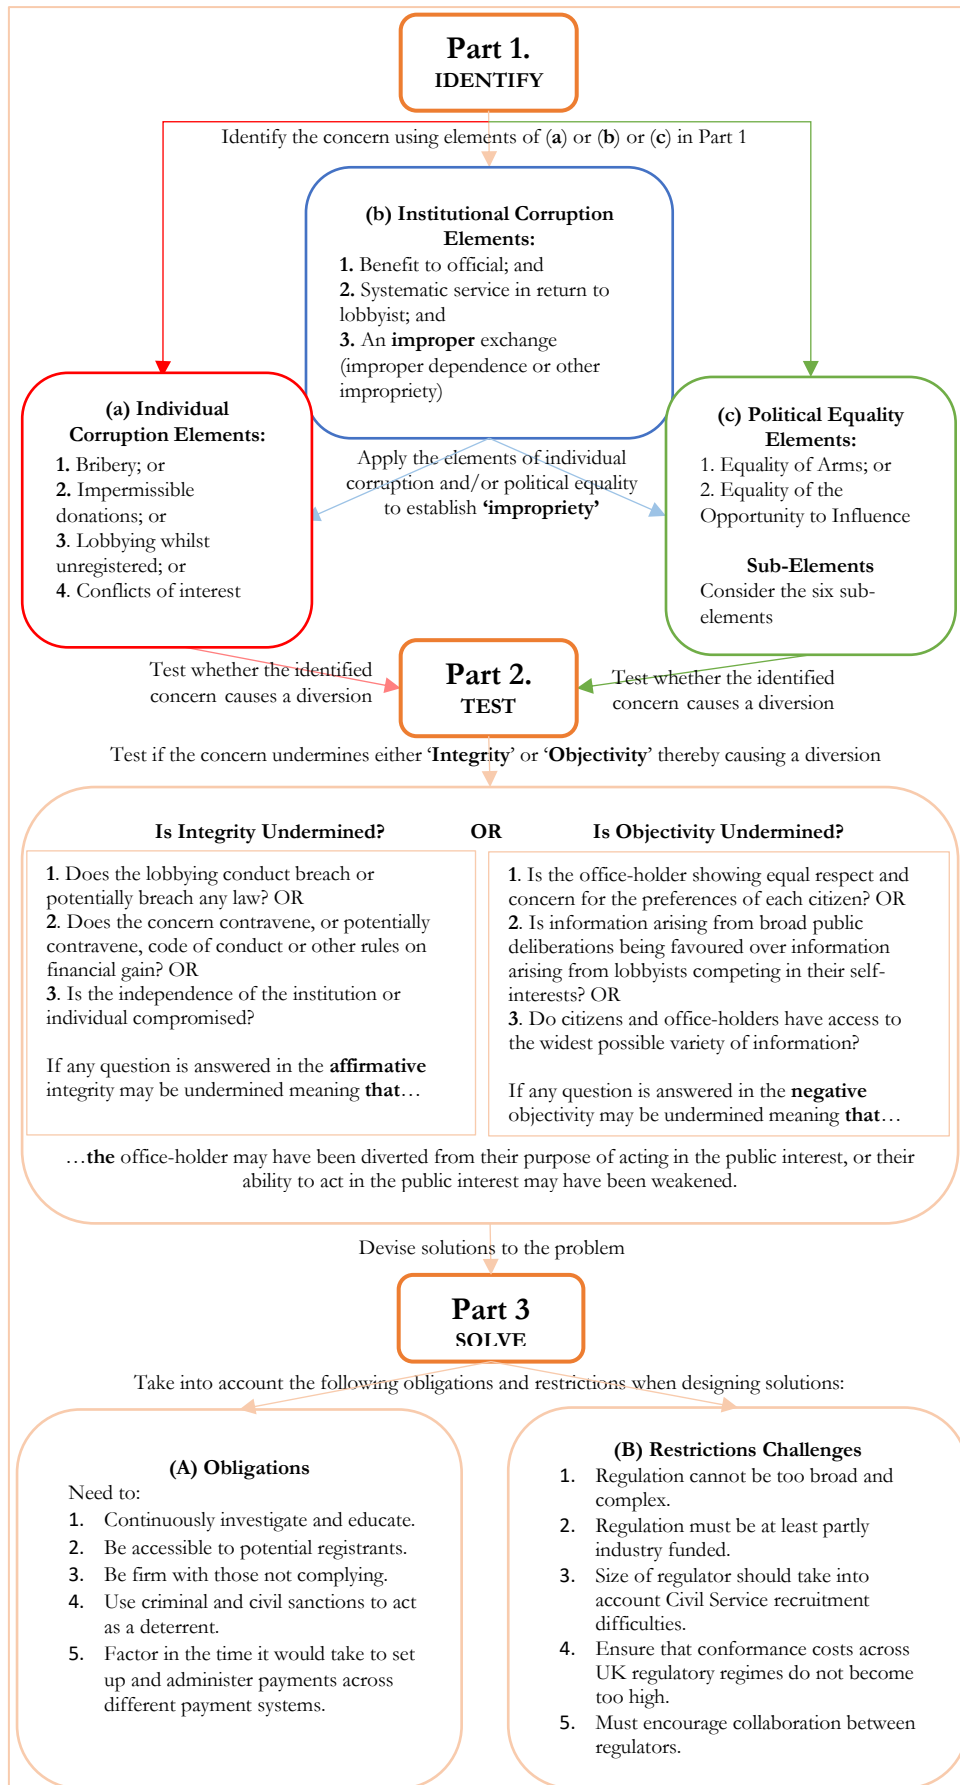 Part 1.
IDENTIFY
Identify the concern using elements of (a) or (b) or (c) in Part 1
(b) Institutional Corruption
Elements:
1. Benefit to official; and
2. Systematic service in return to
lobbyist; and
3. An improper exchange
(improper dependence or other
impropriety)
(a) Individual
Corruption Elements:
1. Bribery; or
2. Impermissible
donations; or
3. Lobbying whilst
unregistered; or
4. Conflicts of interest
Apply the elements of individual
corruption and/or political equality
to establish ‘impropriety’
(c) Political Equality
Elements:
1. Equality of Arms; or
2. Equality of the
Opportunity to Influence
Sub-Elements
Consider the six sub-
elements
Test whether the identified
concern causes a diversion
Part 2.
TEST
Test whether the identified
concern causes a diversion
Test if the concern undermines either ‘Integrity’ or ‘Objectivity’ thereby causing a diversion
Is Integrity Undermined?
OR
Is Objectivity Undermined?
1. Does the lobbying conduct breach or
potentially breach any law? OR
2. Does the concern contravene, or potentially
contravene, code of conduct or other rules on
financial gain? OR
3. Is the independence of the institution or
individual compromised?
If any question is answered in the affirmative
integrity may be undermined meaning that…
1. Is the office-holder showing equal respect and
concern for the preferences of each citizen? OR
2. Is information arising from broad public
deliberations being favoured over information
arising from lobbyists competing in their self-
interests? OR
3. Do citizens and office-holders have access to
the widest possible variety of information?
If any question is answered in the negative
objectivity may be undermined meaning that…
…the office-holder may have been diverted from their purpose of acting in the public interest, or their
ability to act in the public interest may have been weakened.
Devise solutions to the problem
Part 3
SOLVE
Take into account the following obligations and restrictions when designing solutions:
(A) Obligations
Need to:
1. Continuously investigate and educate.
2. Be accessible to potential registrants.
3. Be firm with those not complying.
4. Use criminal and civil sanctions to act
as a deterrent.
5. Factor in the time it would take to set
up and administer payments across
different payment systems.
(B) Restrictions Challenges
1. Regulation cannot be too broad and
complex.
2. Regulation must be at least partly
industry funded.
3. Size of regulator should take into
account Civil Service recruitment
difficulties.
4. Ensure that conformance costs across
UK regulatory regimes do not become
too high.
5. Must encourage collaboration between
regulators.